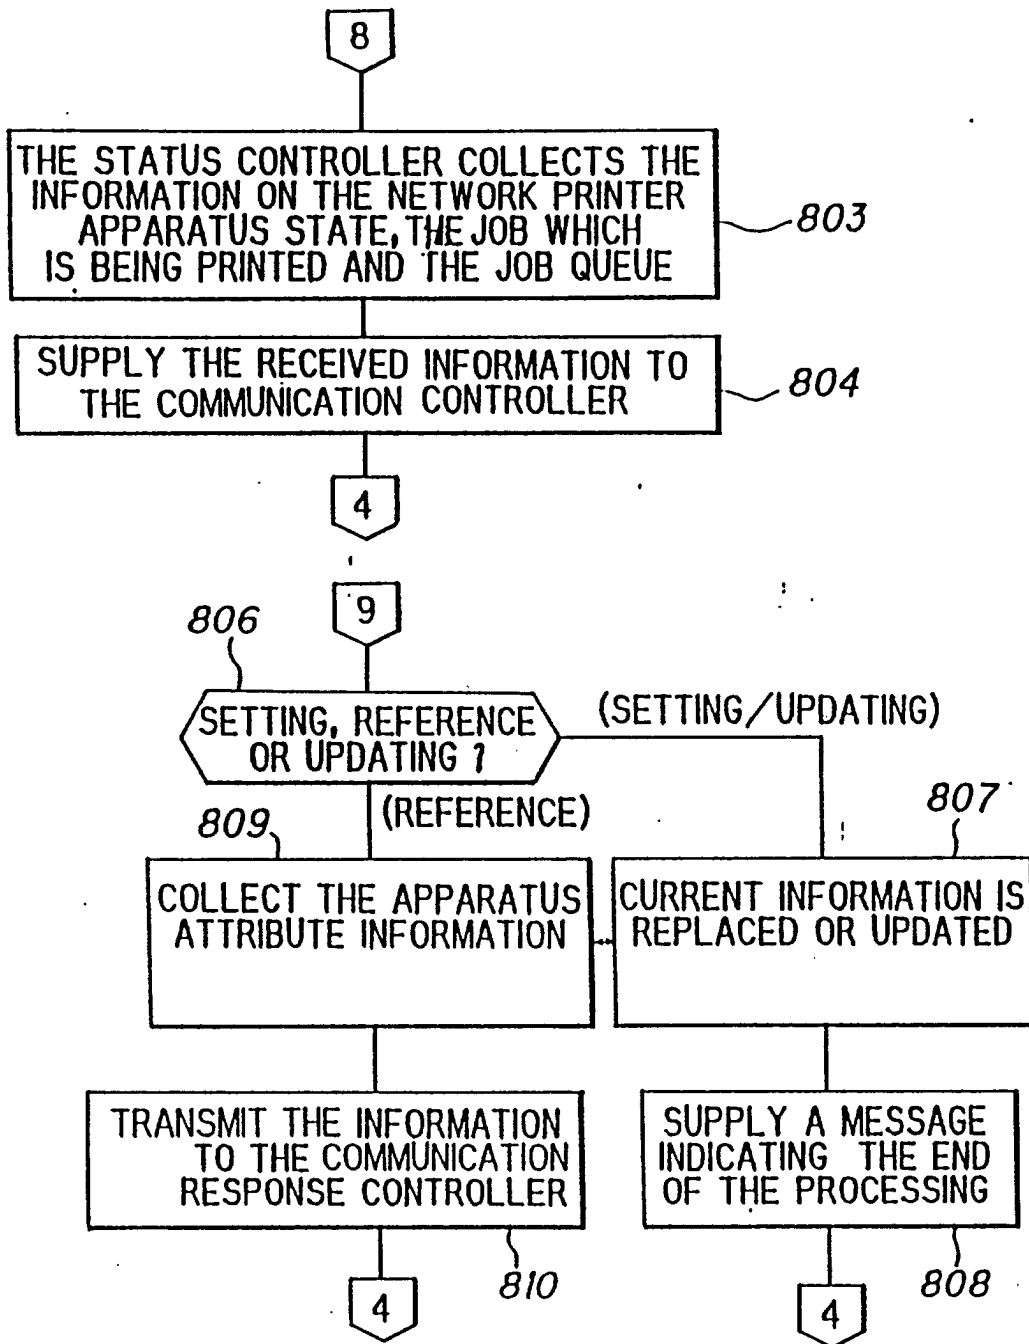 8
THE STATUS CONTROLLER COLLECTS THE
INFORMATION ON THE NETWORK PRINTER
APPARATUS STATE, THE JOB WHICH
IS BEING PRINTED AND THE JOB QUEUE
803
SUPPLY THE RECEIVED INFORMATION TO
THE COMMUNICATION CONTROLLER
804
4
9
806
SETTING, REFERENCE
OR UPDATING ?
(SETTING/UPDATING)
(REFERENCE)
809
807
COLLECT THE APPARATUS
ATTRIBUTE INFORMATION
CURRENT INFORMATION IS
REPLACED OR UPDATED
TRANSMIT THE INFORMATION
TO THE COMMUNICATION
RESPONSE CONTROLLER
SUPPLY A MESSAGE
INDICATING THE END
OF THE PROCESSING
810
808
4
4